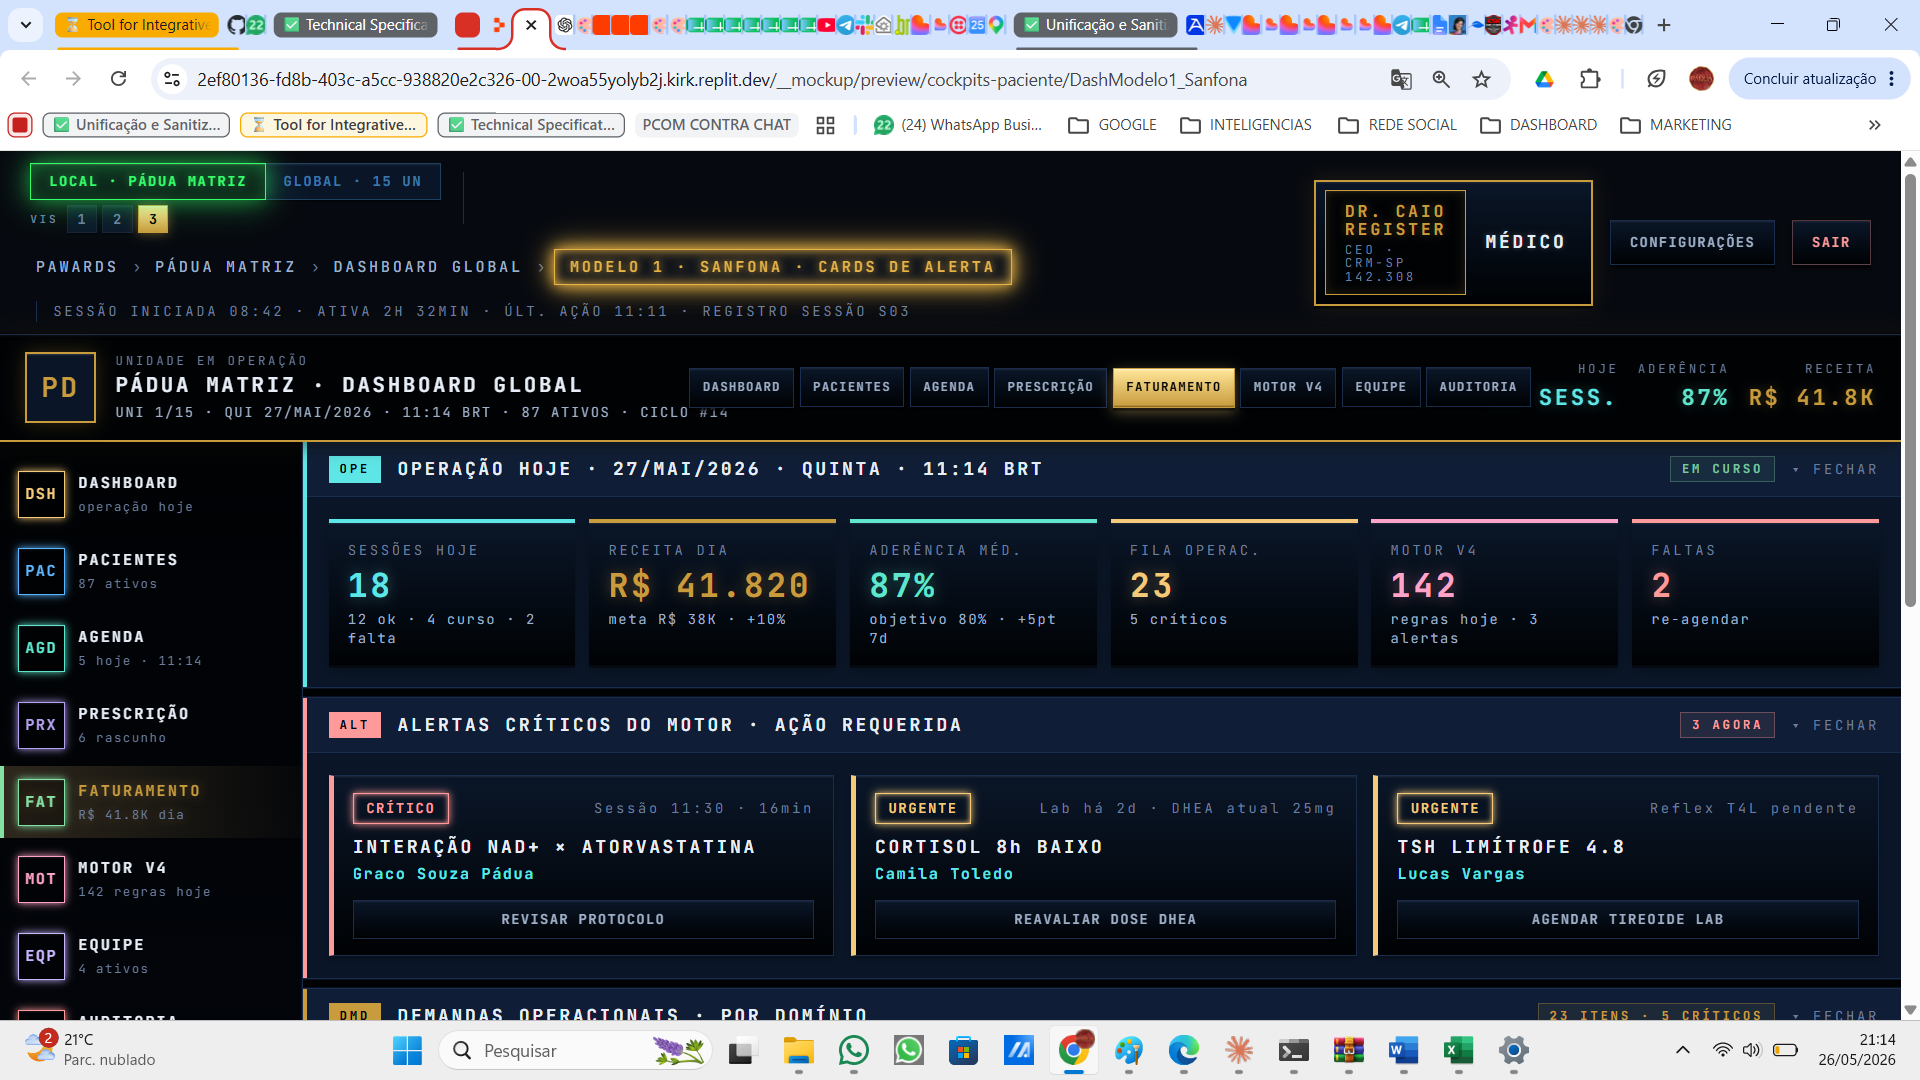 Tool for Integrative
22
Technical Specifica
25
Unificação e Saniti
2ef80136-fd8b-403c-a5cc-938820e2c326-00-2woa55yolyb2j.kirk.replit.dev/__mockup/preview/cockpits-paciente/DashModelo1_Sanfona
Concluir atualização
Unificação e Sanitiz...
Tool for Integrative...
Technical Specificat...
PCOM CONTRA CHAT
22 (24) WhatsApp Busi...
GOOGLE
INTELIGENCIAS
REDE SOCIAL
DASHBOARD
MARKETING
LOCAL · PÁDUA MATRIZ
GLOBAL · 15 UN
VIS 1 2 3
PAWARDS › PÁDUA MATRIZ › DASHBOARD GLOBAL › MODELO 1 · SANFONA · CARDS DE ALERTA
SESSÃO INICIADA 08:42 · ATIVA 2H 32MIN · ÚLT. AÇÃO 11:11 · REGISTRO SESSÃO S03
DR. CAIO
REGISTER
CEO ·
CRM-SP
142.308
MÉDICO
CONFIGURAÇÕES
SAIR
PD
UNIDADE EM OPERAÇÃO
PÁDUA MATRIZ · DASHBOARD GLOBAL
UNI 1/15 · QUI 27/MAI/2026 · 11:14 BRT · 87 ATIVOS · CICLO #14
DASHBOARD
PACIENTES
AGENDA
PRESCRIÇÃO
FATURAMENTO
MOTOR V4
EQUIPE
AUDITORIA
HOJE
SESS.
ADERÊNCIA
87%
RECEITA
R$ 41.8K
DSH
DASHBOARD
operação hoje
PAC
PACIENTES
87 ativos
AGD
AGENDA
5 hoje · 11:14
PRX
PRESCRIÇÃO
6 rascunho
FAT
FATURAMENTO
R$ 41.8K dia
MOT
MOTOR V4
142 regras hoje
EQP
EQUIPE
4 ativos
AUDITORIA
OPE OPERAÇÃO HOJE · 27/MAI/2026 · QUINTA · 11:14 BRT
EM CURSO
▾ FECHAR
SESSÕES HOJE
18
12 ok · 4 curso · 2
falta
RECEITA DIA
R$ 41.820
meta R$ 38K · +10%
ADERÊNCIA MÉD.
87%
objetivo 80% · +5pt
7d
FILA OPERAC.
23
5 críticos
MOTOR V4
142
regras hoje · 3
alertas
FALTAS
2
re-agendar
ALT ALERTAS CRÍTICOS DO MOTOR · AÇÃO REQUERIDA
3 AGORA
▾ FECHAR
CRÍTICO
Sessão 11:30 · 16min
INTERAÇÃO NAD+ × ATORVASTATINA
Graco Souza Pádua
REVISAR PROTOCOLO
URGENTE
Lab há 2d · DHEA atual 25mg
CORTISOL 8h BAIXO
Camila Toledo
REAVALIAR DOSE DHEA
URGENTE
Reflex T4L pendente
TSH LIMÍTROFE 4.8
Lucas Vargas
AGENDAR TIREOIDE LAB
DMD DEMANDAS OPERACIONAIS · POR DOMÍNIO
23 ITENS · 5 CRÍTICOS
▾ FECHAR
2
21°C
Parc. nublado
Pesquisar
21:14
26/05/2026